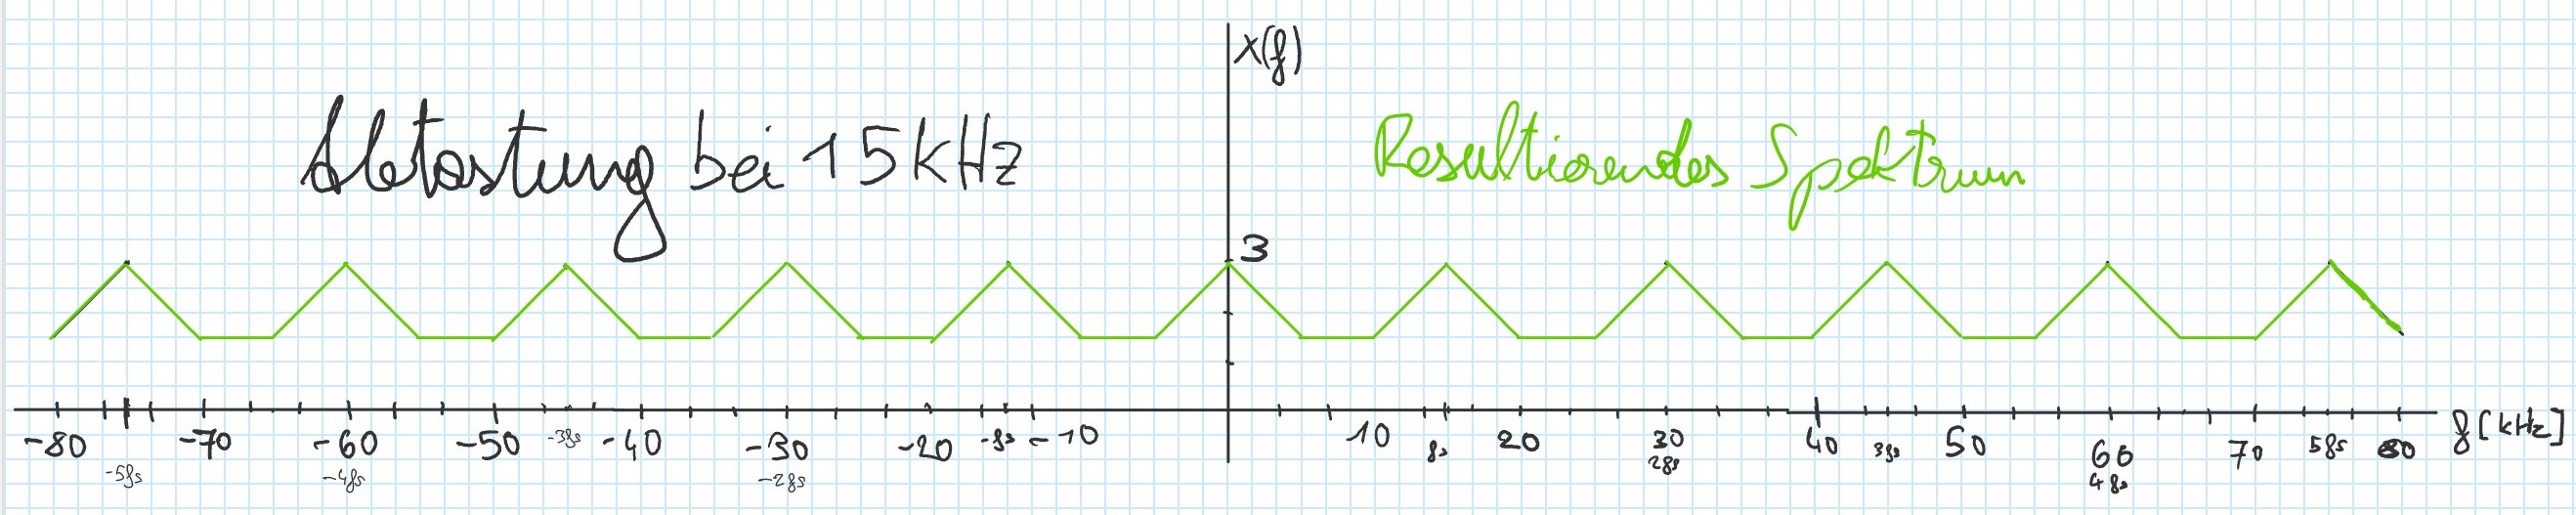 X(f)
Abtastung bei 15kHz
Resultierendes Spektrum
3
-80 -70 -60 -50 -3fs -40 -30 -20 -fs -10 10 fs 20 30 40 3fs 50 60 70 5fs 80 f[kHz]
-5fs -4fs -2fs 2fs 4fs